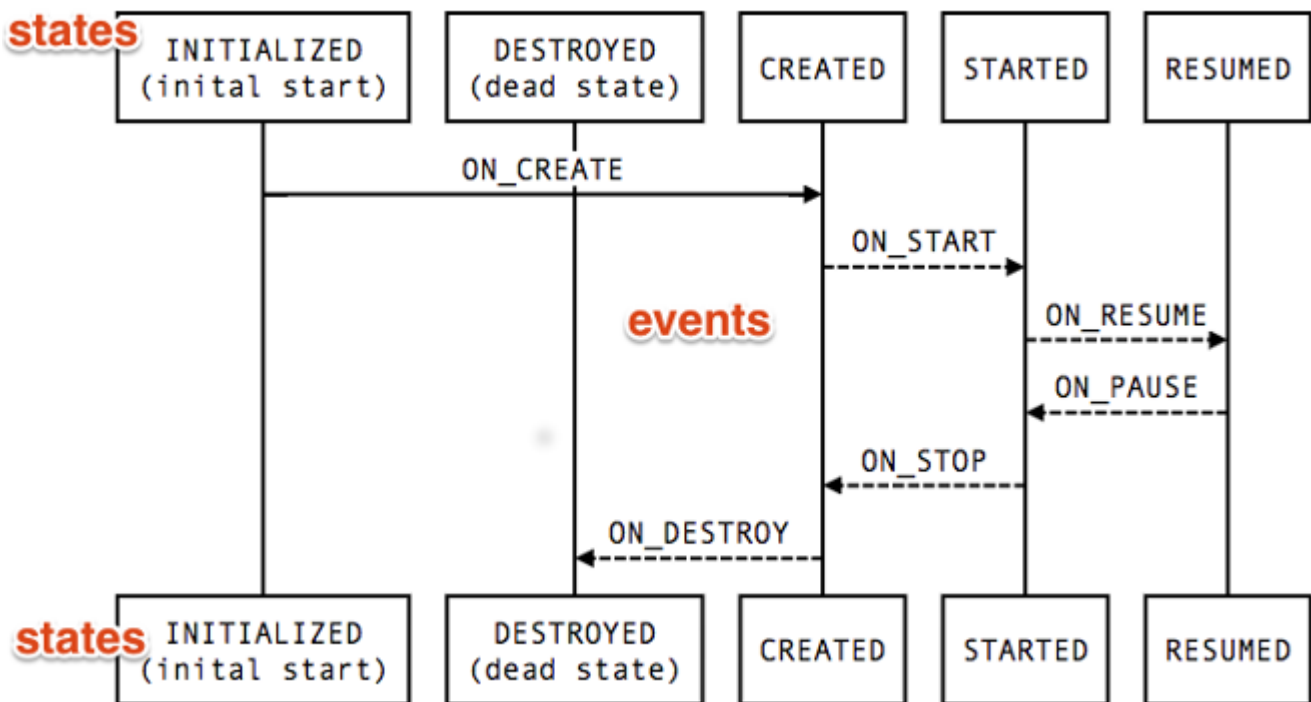 states
INITIALIZED
(inital start)
DESTROYED
(dead state)
CREATED
STARTED
RESUMED
ON_CREATE
ON_START
events
ON_RESUME
ON_PAUSE
ON_STOP
ON_DESTROY
states
INITIALIZED
(inital start)
DESTROYED
(dead state)
CREATED
STARTED
RESUMED